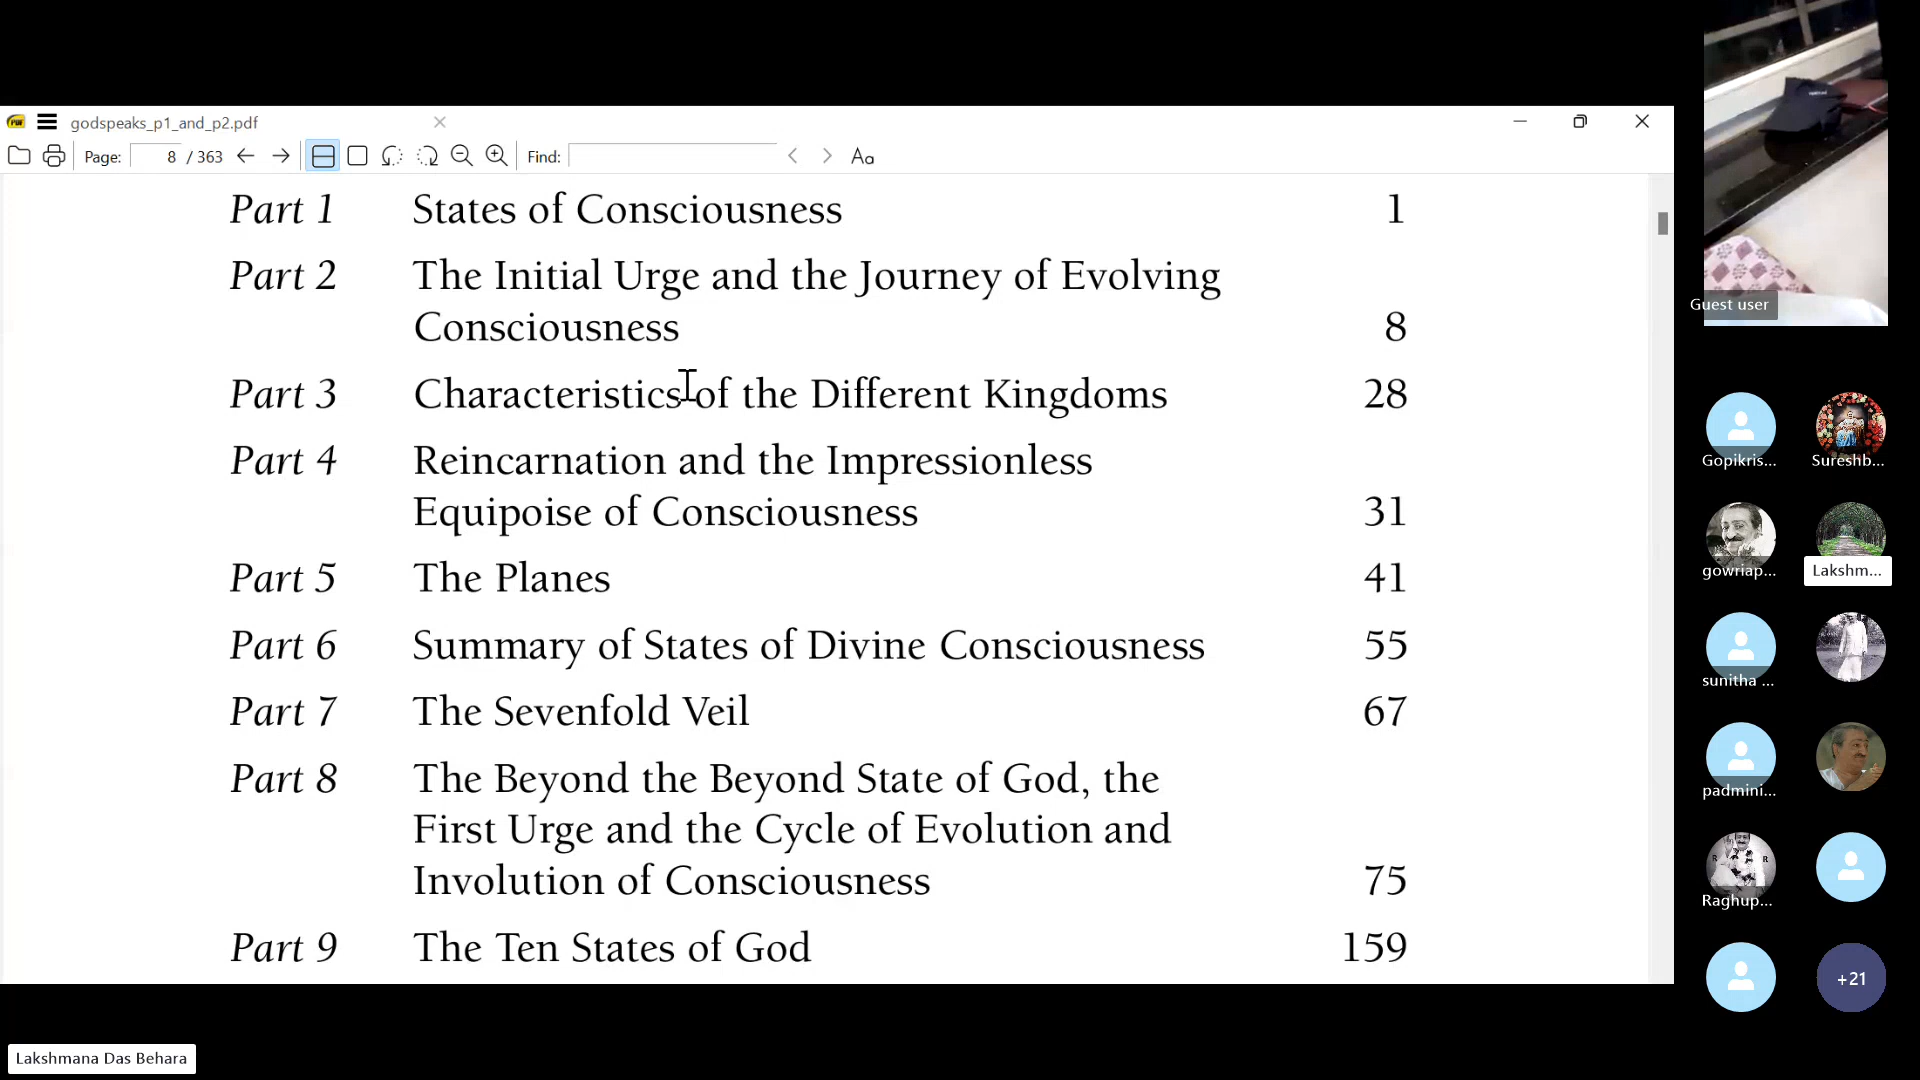 godspeaks_p1_and_p2.pdf
Page: 8 / 363 Find: Aa
Part 1 States of Consciousness 1
Part 2 The Initial Urge and the Journey of Evolving
Consciousness 8
Part 3 Characteristics of the Different Kingdoms 28
Part 4 Reincarnation and the Impressionless
Equipoise of Consciousness 31
Part 5 The Planes 41
Part 6 Summary of States of Divine Consciousness 55
Part 7 The Sevenfold Veil 67
Part 8 The Beyond the Beyond State of God, the
First Urge and the Cycle of Evolution and
Involution of Consciousness 75
Part 9 The Ten States of God 159
Guest user
Gopikris... Sureshb...
gowriap... Lakshm...
sunitha ...
padmini...
R R
Raghup...
+21
Lakshmana Das Behara